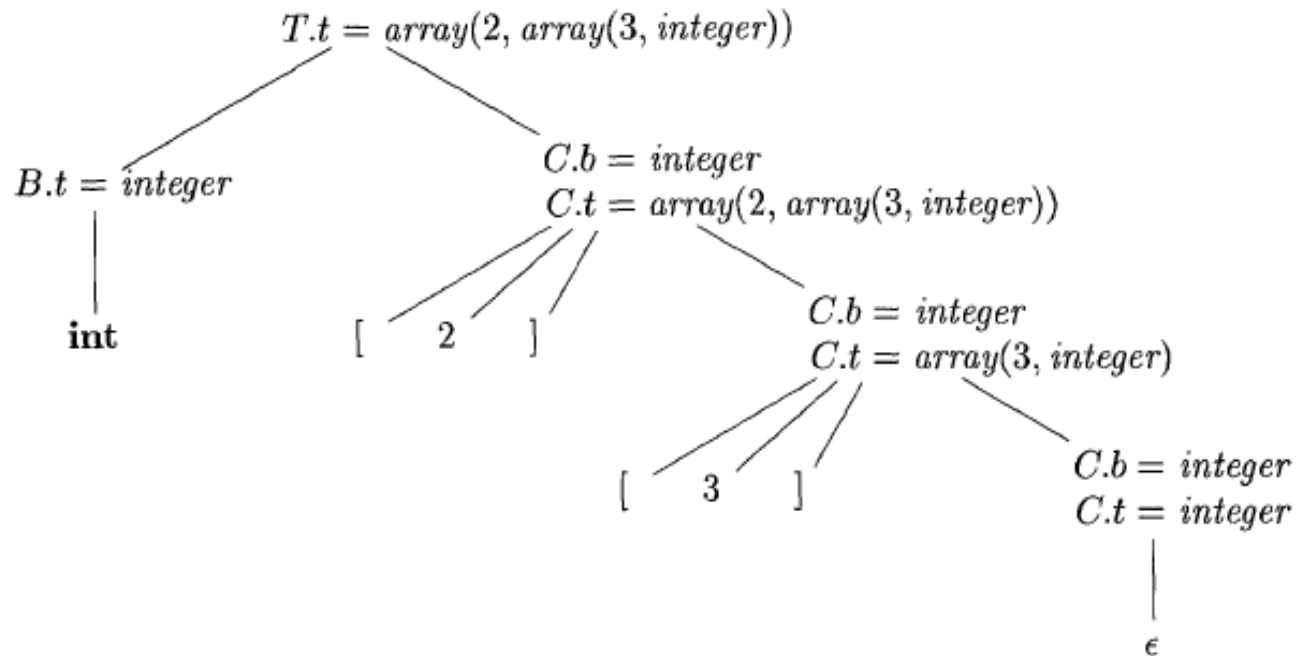 T.t = array(2, array(3, integer))
C.b = integer
B.t = integer
C.t = array(2, array(3, integer))
C.b = integer
int
[ 2 ]
C.t = array(3, integer)
C.b = integer
[ 3 ]
C.t = integer
ϵ